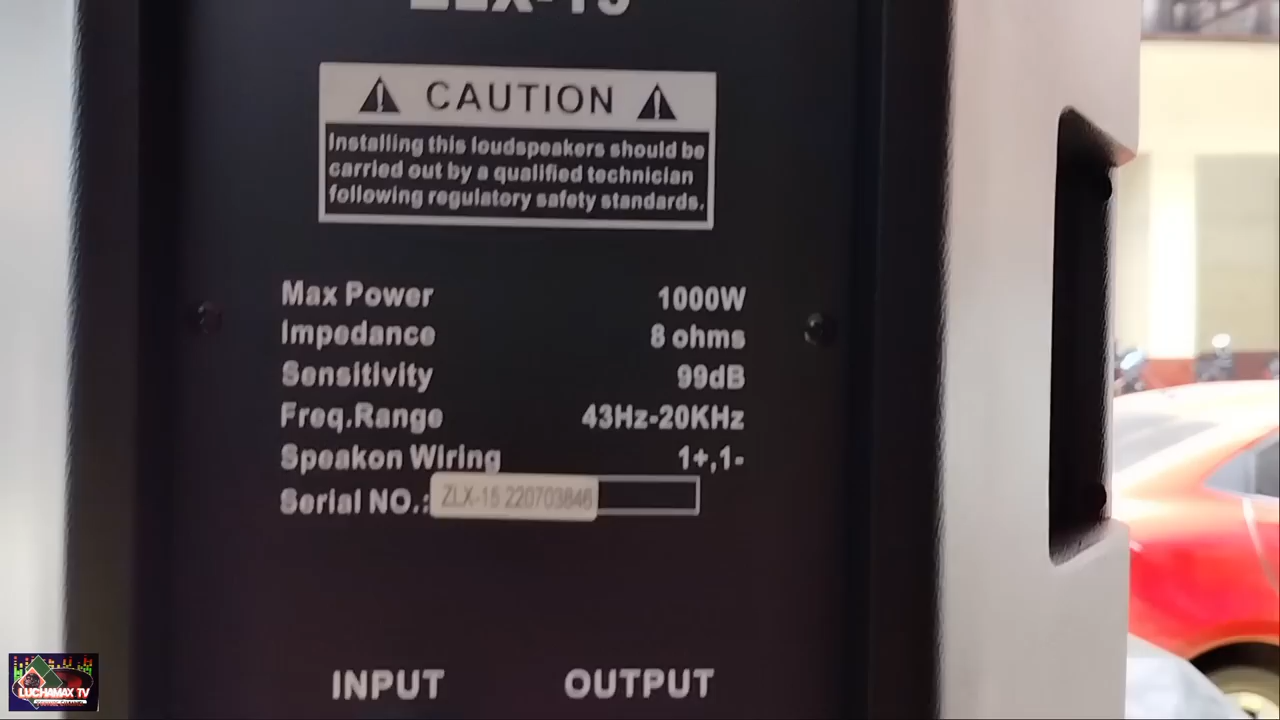 ZLX-15
CAUTION
Installing this loudspeakers should be
carried out by a qualified technician
following regulatory safety standards.
Max Power 1000W
Impedance 8 ohms
Sensitivity 99dB
Freq.Range 43Hz-20KHz
Speakon Wiring 1+,1-
Serial NO.: ZLX-15 220703846
INPUT OUTPUT
LUCHAMAX TV